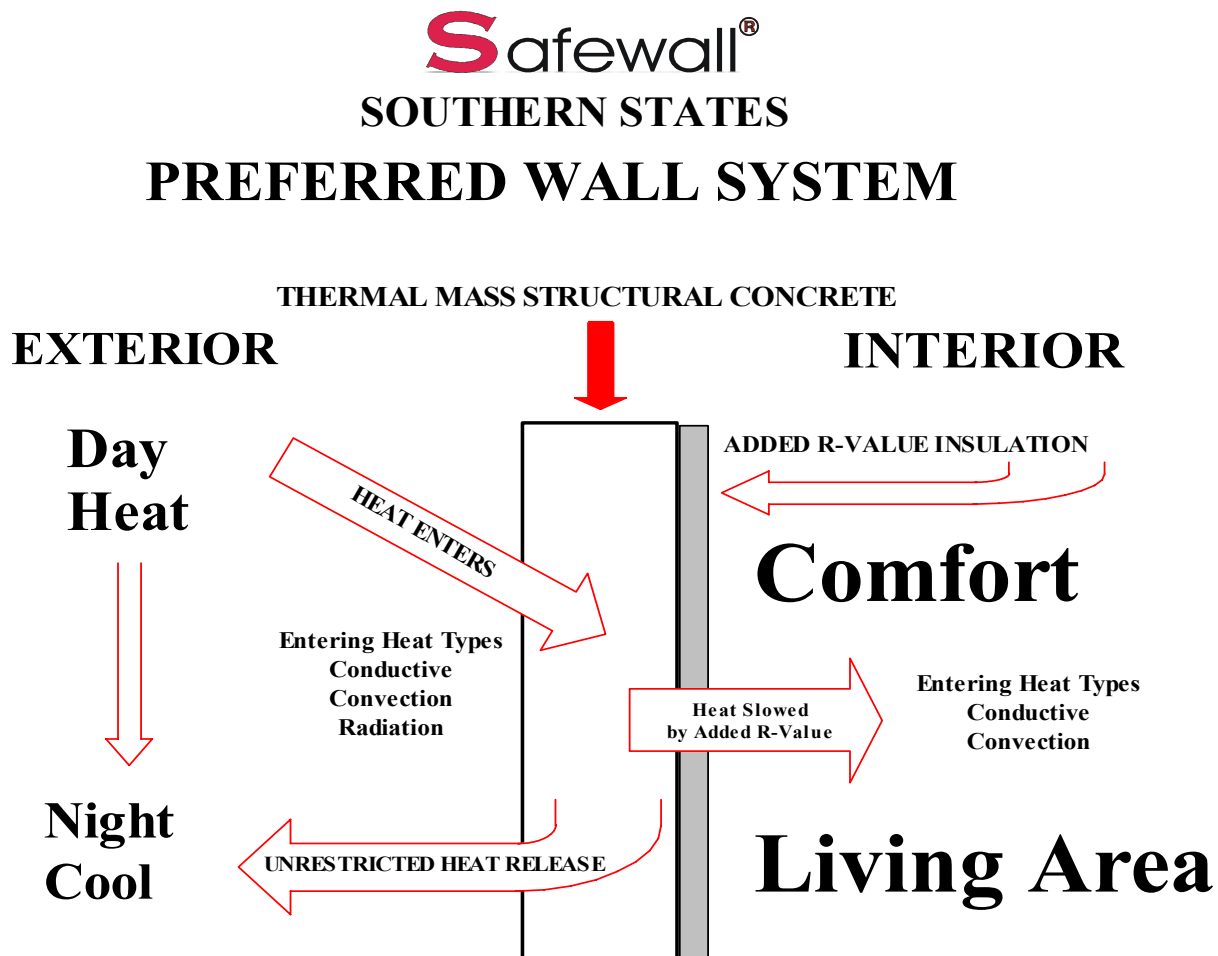 Safewall®
SOUTHERN STATES
PREFERRED WALL SYSTEM
THERMAL MASS STRUCTURAL CONCRETE
EXTERIOR
INTERIOR
Day
Heat
ADDED R-VALUE INSULATION
HEAT ENTERS
Comfort
Entering Heat Types
Conductive
Convection
Radiation
Heat Slowed
by Added R-Value
Entering Heat Types
Conductive
Convection
Night
Cool
UNRESTRICTED HEAT RELEASE
Living Area